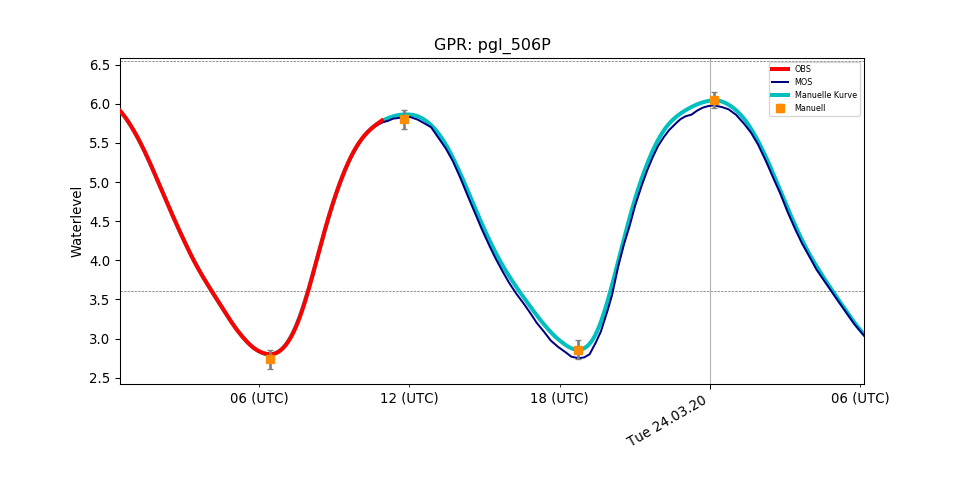 GPR: pgl_506P
6.5
6.0
5.5
5.0
4.5
4.0
3.5
3.0
2.5
Waterlevel
OBS
MOS
Manuelle Kurve
Manuell
06 (UTC)
12 (UTC)
18 (UTC)
Tue 24.03.20
06 (UTC)